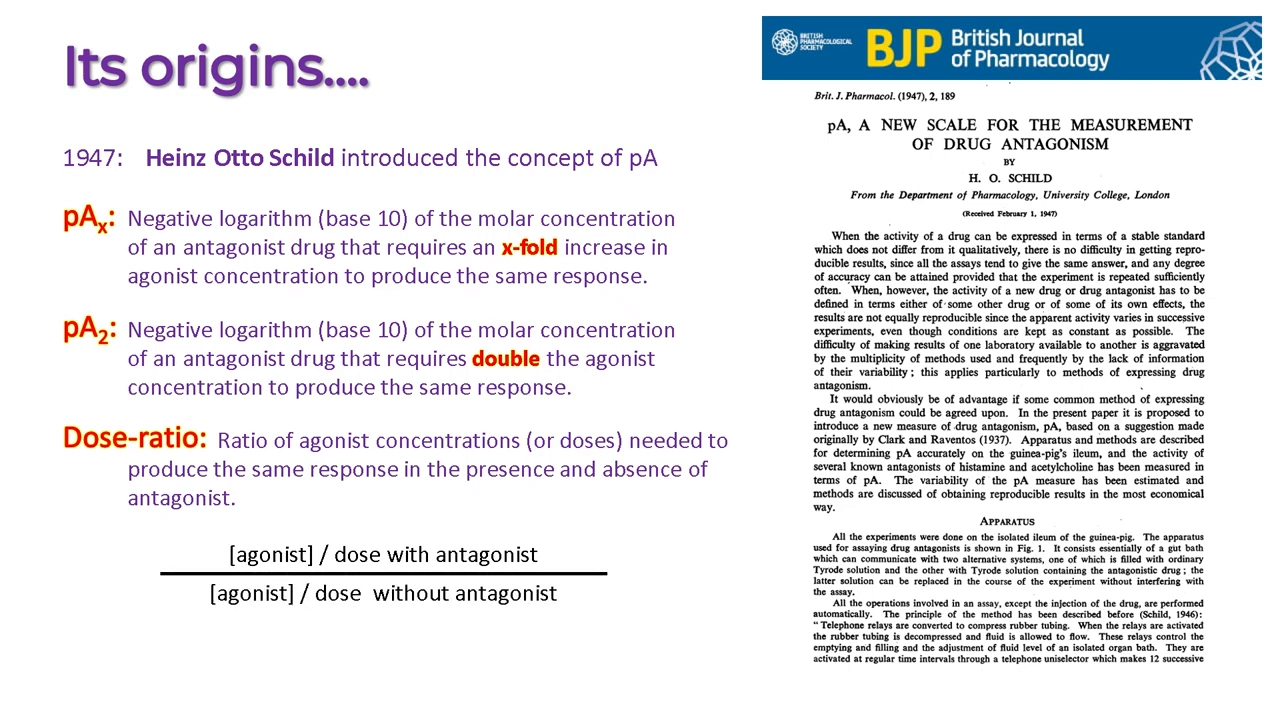 Its origins....
1947: Heinz Otto Schild introduced the concept of pA
pAx: Negative logarithm (base 10) of the molar concentration
of an antagonist drug that requires an x-fold increase in
agonist concentration to produce the same response.
pA2: Negative logarithm (base 10) of the molar concentration
of an antagonist drug that requires double the agonist
concentration to produce the same response.
Dose-ratio: Ratio of agonist concentrations (or doses) needed to
produce the same response in the presence and absence of
antagonist.
[agonist] / dose with antagonist
[agonist] / dose without antagonist
BRITISH
PHARMACOLOGICAL
SOCIETY
BJP British Journal
of Pharmacology
Brit. J. Pharmacol. (1947), 2, 189
pA, A NEW SCALE FOR THE MEASUREMENT
OF DRUG ANTAGONISM
BY
H. O. SCHILD
From the Department of Pharmacology, University College, London
(Received February 1, 1947)
When the activity of a drug can be expressed in terms of a stable standard
which does not differ from it qualitatively, there is no difficulty in getting repro-
ducible results, since all the assays tend to give the same answer, and any degree
of accuracy can be attained provided that the experiment is repeated sufficiently
often. When, however, the activity of a new drug or drug antagonist has to be
defined in terms either of some other drug or of some of its own effects, the
results are not equally reproducible since the apparent activity varies in successive
experiments, even though conditions are kept as constant as possible. The
difficulty of making results of one laboratory available to another is aggravated
by the multiplicity of methods used and frequently by the lack of information
of their variability ; this applies particularly to methods of expressing drug
antagonism.
It would obviously be of advantage if some common method of expressing
drug antagonism could be agreed upon. In the present paper it is proposed to
introduce a new measure of drug antagonism, pA, based on a suggestion made
originally by Clark and Raventos (1937). Apparatus and methods are described
for determining pA accurately on the guinea-pig's ileum, and the activity of
several known antagonists of histamine and acetylcholine has been measured in
terms of pA. The variability of the pA measure has been estimated and
methods are discussed of obtaining reproducible results in the most economical
way.
APPARATUS
All the experiments were done on the isolated ileum of the guinea-pig. The apparatus
used for assaying drug antagonists is shown in Fig. 1. It consists essentially of a gut bath
which can communicate with two alternative systems, one of which is filled with ordinary
Tyrode solution and the other with Tyrode solution containing the antagonistic drug ; the
latter solution can be replaced in the course of the experiment without interfering with
the assay.
All the operations involved in an assay, except the injection of the drug, are performed
automatically. The principle of the method has been described before (Schild, 1946):
" Telephone relays are converted to compress rubber tubing. When the relays are activated
the rubber tubing is decompressed and fluid is allowed to flow. These relays control the
emptying and filling and the adjustment of fluid level of an isolated organ bath. They are
activated at regular time intervals through a telephone uniselector which makes 12 successive